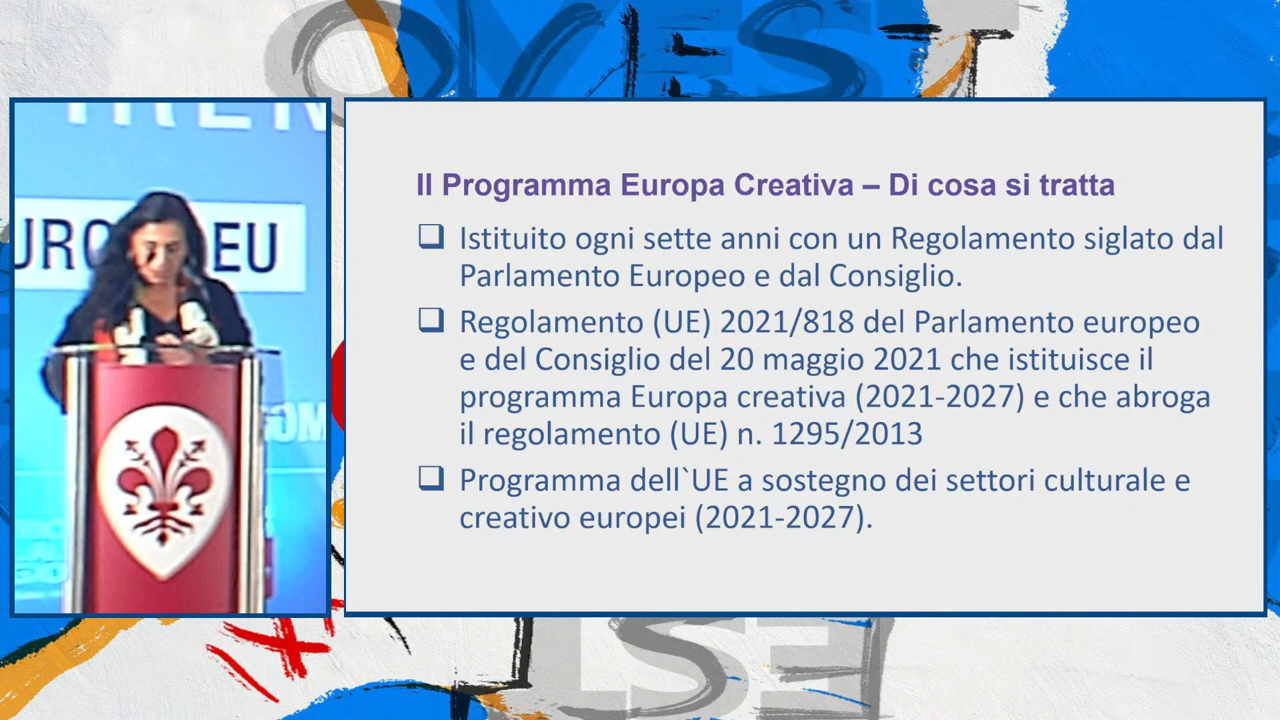 OVEST
IREN
EU
Il Programma Europa Creativa – Di cosa si tratta
Istituito ogni sette anni con un Regolamento siglato dal
Parlamento Europeo e dal Consiglio.
Regolamento (UE) 2021/818 del Parlamento europeo
e del Consiglio del 20 maggio 2021 che istituisce il
programma Europa creativa (2021-2027) e che abroga
il regolamento (UE) n. 1295/2013
Programma dell`UE a sostegno dei settori culturale e
creativo europei (2021-2027).